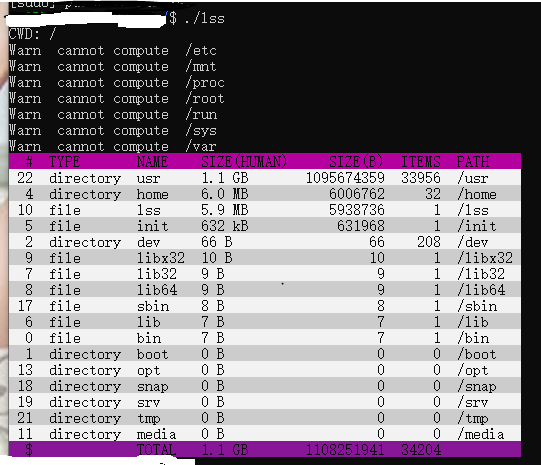 [sudo]
$ ./lss
CWD: /
Warn cannot compute /etc
Warn cannot compute /mnt
Warn cannot compute /proc
Warn cannot compute /root
Warn cannot compute /run
Warn cannot compute /sys
Warn cannot compute /var
# TYPE NAME SIZE(HUMAN) SIZE(B) ITEMS PATH
22 directory usr 1.1 GB 1095674359 33956 /usr
4 directory home 6.0 MB 6006762 32 /home
10 file lss 5.9 MB 5938736 1 /lss
5 file init 632 kB 631968 1 /init
2 directory dev 66 B 66 208 /dev
9 file libx32 10 B 10 1 /libx32
7 file lib32 9 B 9 1 /lib32
8 file lib64 9 B 9 1 /lib64
17 file sbin 8 B 8 1 /sbin
6 file lib 7 B 7 1 /lib
0 file bin 7 B 7 1 /bin
1 directory boot 0 B 0 0 /boot
13 directory opt 0 B 0 0 /opt
18 directory snap 0 B 0 0 /snap
19 directory srv 0 B 0 0 /srv
21 directory tmp 0 B 0 0 /tmp
11 directory media 0 B 0 0 /media
$ TOTAL 1.1 GB 1108251941 34204